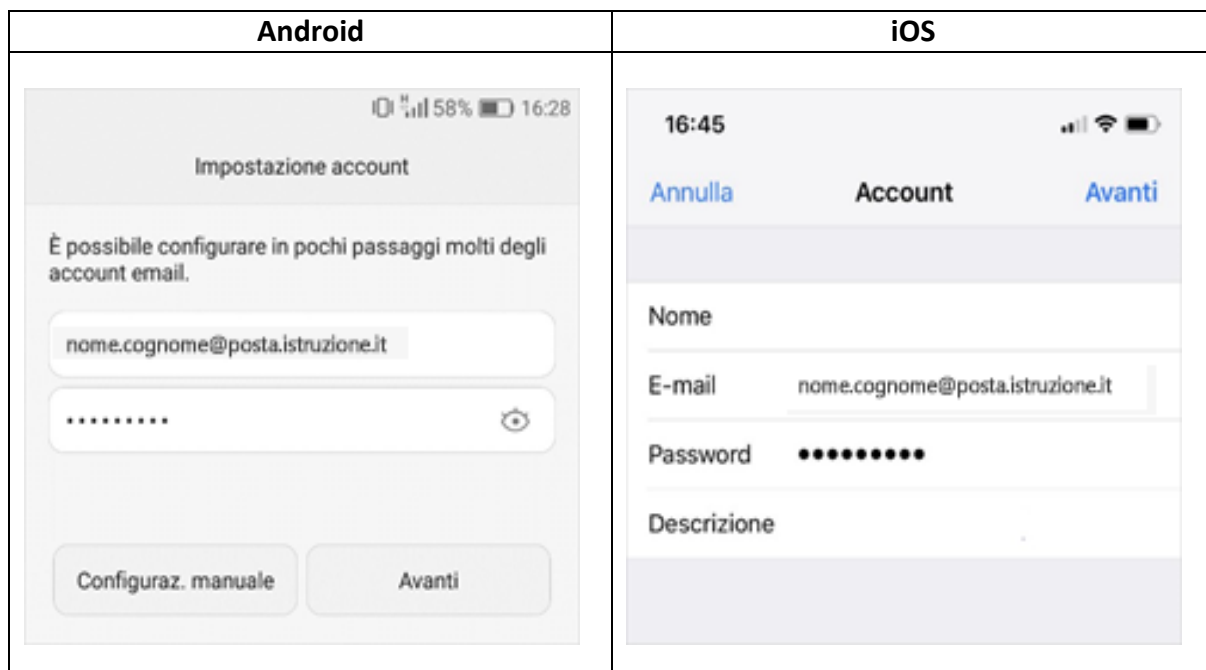 Android
iOS
58% 16:28
Impostazione account
È possibile configurare in pochi passaggi molti degli
account email.
nome.cognome@posta.istruzione.it
•••••••••
Configuraz. manuale
Avanti
16:45
Annulla
Account
Avanti
Nome
E-mail nome.cognome@posta.istruzione.it
Password •••••••••
Descrizione